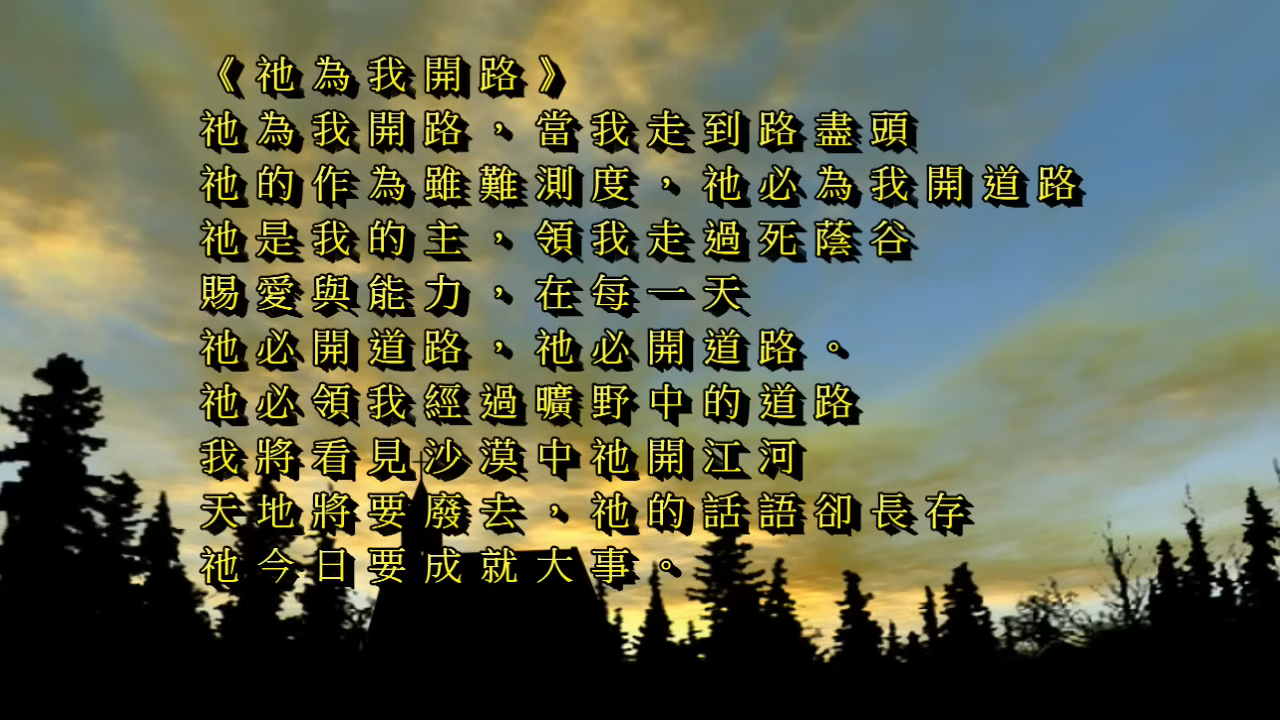 《祂為我開路》
祂為我開路，當我走到路盡頭
祂的作為雖難測度，祂必為我開道路
祂是我的主，領我走過死蔭谷
賜愛與能力，在每一天
祂必開道路，祂必開道路。
祂必領我經過曠野中的道路
我將看見沙漠中祂開江河
天地將要廢去，祂的話語卻長存
祂今日要成就大事。